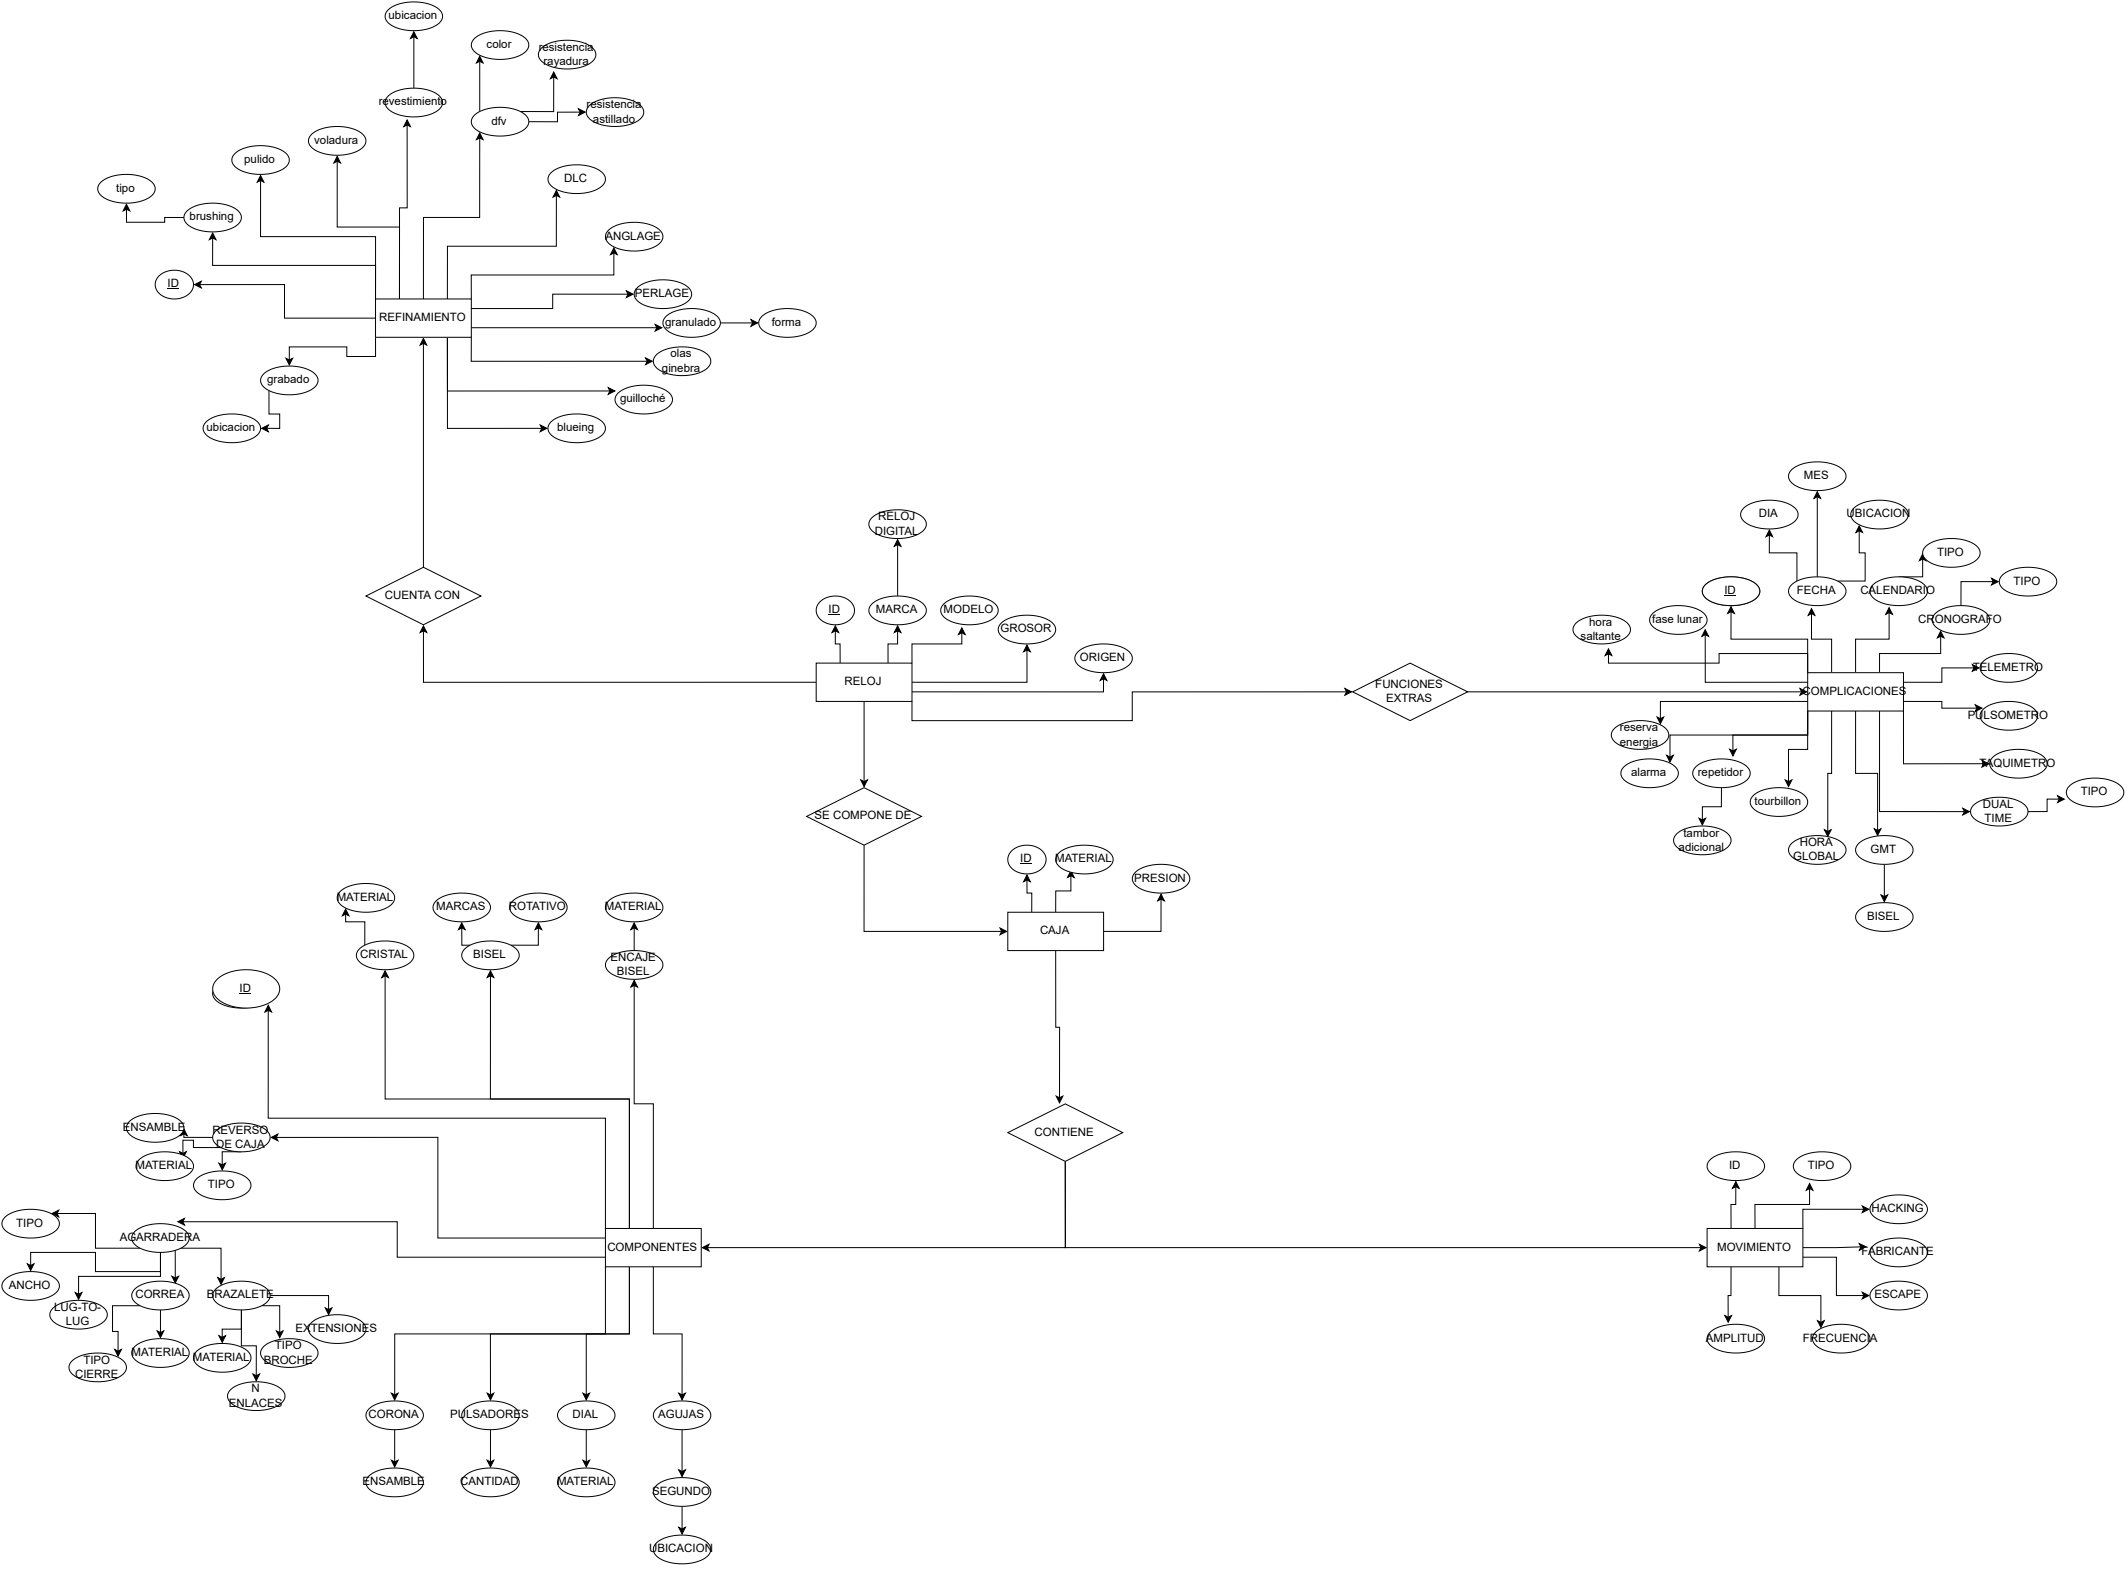 ubicacion
color
resistencia
rayadura
revestimiento
resistencia
astillado
dfv
voladura
pulido
DLC
tipo
brushing
ANGLAGE
ID
PERLAGE
REFINAMIENTO
granulado
forma
olas
ginebra
grabado
guilloché
ubicacion
blueing
CUENTA CON
RELOJ
DIGITAL
ID
MARCA
MODELO
GROSOR
ORIGEN
RELOJ
FUNCIONES
EXTRAS
MES
DIA
UBICACION
TIPO
TIPO
ID
FECHA
CALENDARIO
CRONOGRAFO
hora
saltante
fase lunar
TELEMETRO
COMPLICACIONES
PULSOMETRO
reserva
energia
TAQUIMETRO
alarma
repetidor
tourbillon
TIPO
DUAL
TIME
tambor
adicional
HORA
GLOBAL
GMT
BISEL
SE COMPONE DE
ID
MATERIAL
PRESION
CAJA
MATERIAL
MARCAS
ROTATIVO
MATERIAL
CRISTAL
BISEL
ENCAJE
BISEL
ID
CONTIENE
ENSAMBLE
REVERSO
DE CAJA
MATERIAL
TIPO
TIPO
AGARRADERA
COMPONENTES
ANCHO
LUG-TO-
LUG
CORREA
BRAZALETE
EXTENSIONES
TIPO
CIERRE
MATERIAL
MATERIAL
TIPO
BROCHE
N
ENLACES
CORONA
PULSADORES
DIAL
AGUJAS
ENSAMBLE
CANTIDAD
MATERIAL
SEGUNDO
UBICACION
ID
TIPO
HACKING
MOVIMIENTO
FABRICANTE
ESCAPE
AMPLITUD
FRECUENCIA